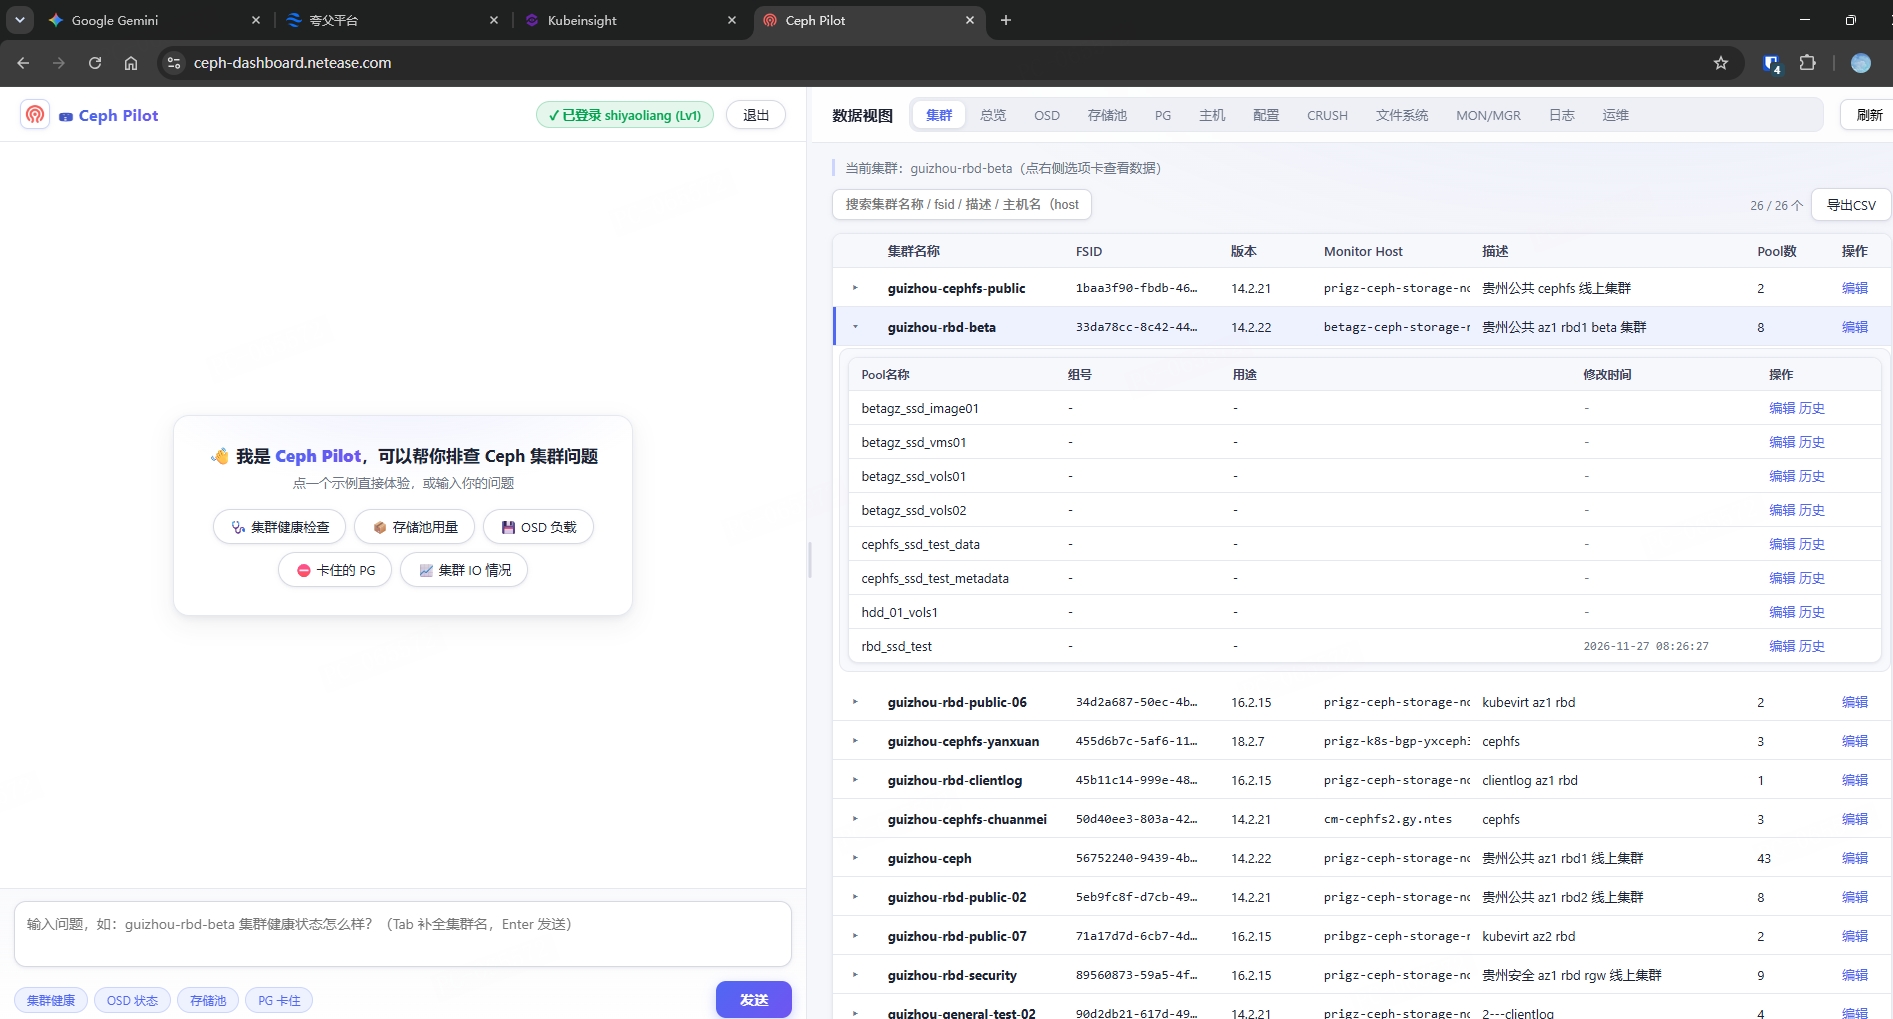 Google Gemini
夸父平台
Kubeinsight
Ceph Pilot
ceph-dashboard.netease.com
4
Ceph Pilot
✓ 已登录 shiyaoliang (Lv1)
退出
👋 我是 Ceph Pilot，可以帮你排查 Ceph 集群问题
点一个示例直接体验，或输入你的问题
🩺 集群健康检查
📦 存储池用量
💾 OSD 负载
⛔ 卡住的 PG
📈 集群 IO 情况
输入问题，如：guizhou-rbd-beta 集群健康状态怎么样？（Tab 补全集群名，Enter 发送）
集群健康
OSD 状态
存储池
PG 卡住
发送
数据视图
集群
总览
OSD
存储池
PG
主机
配置
CRUSH
文件系统
MON/MGR
日志
运维
刷新
当前集群：guizhou-rbd-beta（点右侧选项卡查看数据）
搜索集群名称 / fsid / 描述 / 主机名（host
26 / 26 个
导出CSV
集群名称 FSID 版本 Monitor Host 描述 Pool数 操作
guizhou-cephfs-public 1baa3f90-fbdb-46… 14.2.21 prigz-ceph-storage-nc 贵州公共 cephfs 线上集群 2 编辑
guizhou-rbd-beta 33da78cc-8c42-44… 14.2.22 betagz-ceph-storage-r 贵州公共 az1 rbd1 beta 集群 8 编辑
Pool名称 组号 用途 修改时间 操作
betagz_ssd_image01 - - - 编辑 历史
betagz_ssd_vms01 - - - 编辑 历史
betagz_ssd_vols01 - - - 编辑 历史
betagz_ssd_vols02 - - - 编辑 历史
cephfs_ssd_test_data - - - 编辑 历史
cephfs_ssd_test_metadata - - - 编辑 历史
hdd_01_vols1 - - - 编辑 历史
rbd_ssd_test - - 2026-11-27 08:26:27 编辑 历史
guizhou-rbd-public-06 34d2a687-50ec-4b… 16.2.15 prigz-ceph-storage-nc kubevirt az1 rbd 2 编辑
guizhou-cephfs-yanxuan 455d6b7c-5af6-11… 18.2.7 prigz-k8s-bgp-yxceph3 cephfs 3 编辑
guizhou-rbd-clientlog 45b11c14-999e-48… 16.2.15 prigz-ceph-storage-nc clientlog az1 rbd 1 编辑
guizhou-cephfs-chuanmei 50d40ee3-803a-42… 14.2.21 cm-cephfs2.gy.ntes cephfs 3 编辑
guizhou-ceph 56752240-9439-4b… 14.2.22 prigz-ceph-storage-nc 贵州公共 az1 rbd1 线上集群 43 编辑
guizhou-rbd-public-02 5eb9fc8f-d7cb-49… 14.2.21 prigz-ceph-storage-nc 贵州公共 az1 rbd2 线上集群 8 编辑
guizhou-rbd-public-07 71a17d7d-6cb7-4d… 16.2.15 pribgz-ceph-storage-r kubevirt az2 rbd 2 编辑
guizhou-rbd-security 89560873-59a5-4f… 16.2.15 prigz-ceph-storage-nc 贵州安全 az1 rbd rgw 线上集群 9 编辑
guizhou-general-test-02 90d2db21-617d-49… 14.2.21 prigz-ceph-storage-nc 2---clientlog 4 编辑